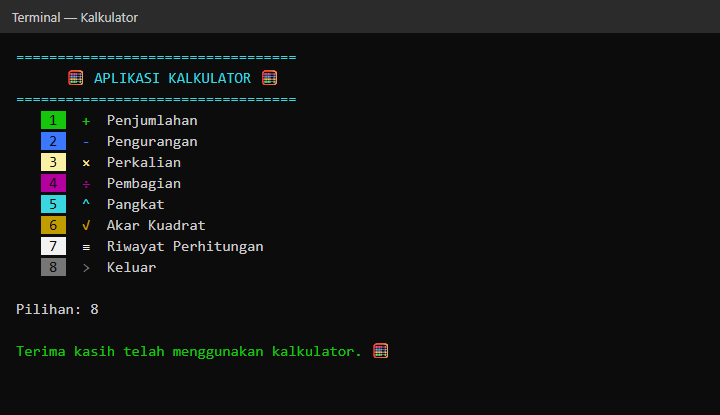 Terminal — Kalkulator
==================================
🧮 APLIKASI KALKULATOR 🧮
==================================
1 + Penjumlahan
2 - Pengurangan
3 × Perkalian
4 ÷ Pembagian
5 ^ Pangkat
6 √ Akar Kuadrat
7 ≡ Riwayat Perhitungan
8 > Keluar
Pilihan: 8
Terima kasih telah menggunakan kalkulator. 🧮